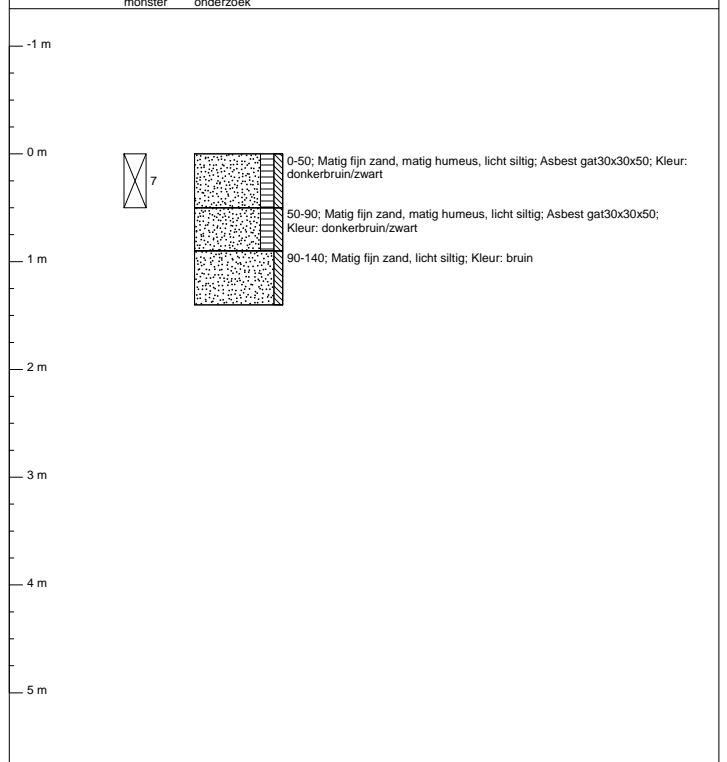 monster onderzoek
-1 m
0 m
7
0-50; Matig fijn zand, matig humeus, licht siltig; Asbest gat30x30x50; Kleur:
donkerbruin/zwart
50-90; Matig fijn zand, matig humeus, licht siltig; Asbest gat30x30x50;
Kleur: donkerbruin/zwart
1 m
90-140; Matig fijn zand, licht siltig; Kleur: bruin
2 m
3 m
4 m
5 m